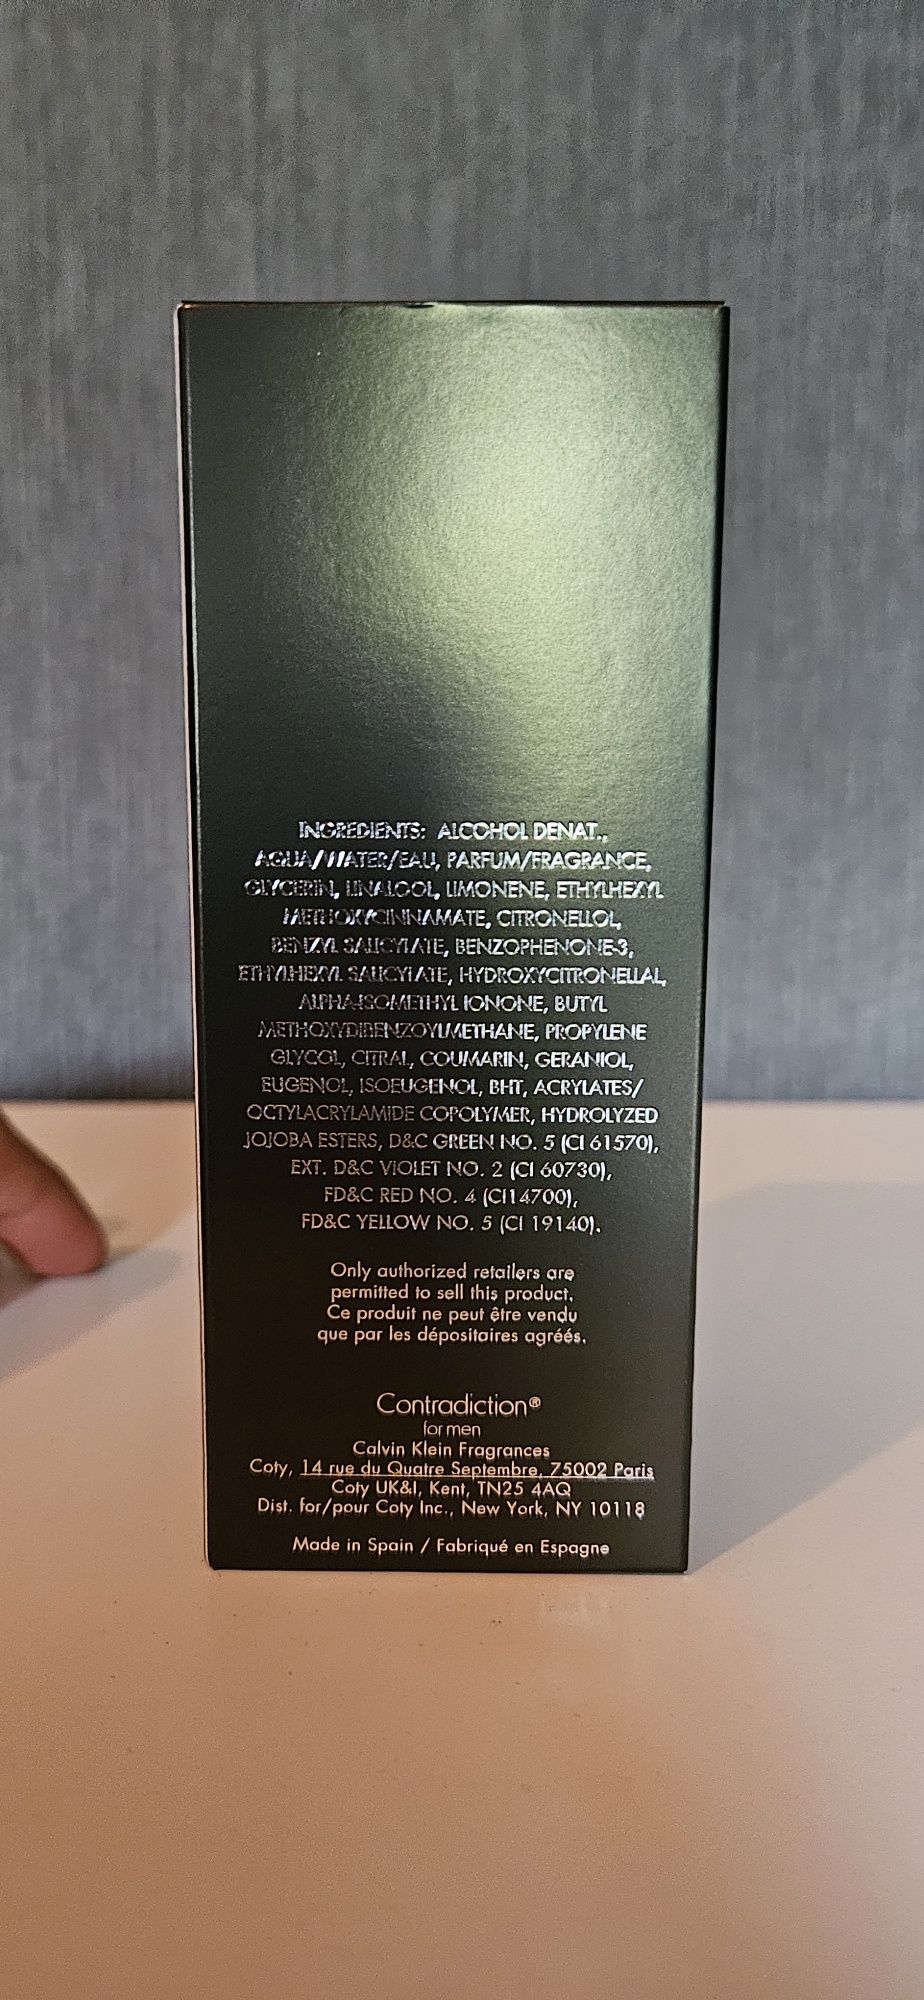 INGREDIENTS: ALCOHOL DENAT.,
AQUA/WATER/EAU, PARFUM/FRAGRANCE,
GLYCERIN, LINALOOL, LIMONENE, ETHYLHEXYL
METHOXYCINNAMATE, CITRONELLOL,
BENZYL SALICYLATE, BENZOPHENONE-3,
ETHYLHEXYL SALICYLATE, HYDROXYCITRONELLAL,
ALPHA-ISOMETHYL IONONE, BUTYL
METHOXYDIBENZOYLMETHANE, PROPYLENE
GLYCOL, CITRAL, COUMARIN, GERANIOL,
EUGENOL, ISOEUGENOL, BHT, ACRYLATES/
OCTYLACRYLAMIDE COPOLYMER, HYDROLYZED
JOJOBA ESTERS, D&C GREEN NO. 5 (CI 61570),
EXT. D&C VIOLET NO. 2 (CI 60730),
FD&C RED NO. 4 (CI14700),
FD&C YELLOW NO. 5 (CI 19140).
Only authorized retailers are
permitted to sell this product.
Ce produit ne peut être vendu
que par les dépositaires agréés.
Contradiction®
for men
Calvin Klein Fragrances
Coty, 14 rue du Quatre Septembre, 75002 Paris
Coty UK&I, Kent, TN25 4AQ
Dist. for/pour Coty Inc., New York, NY 10118
Made in Spain / Fabriqué en Espagne